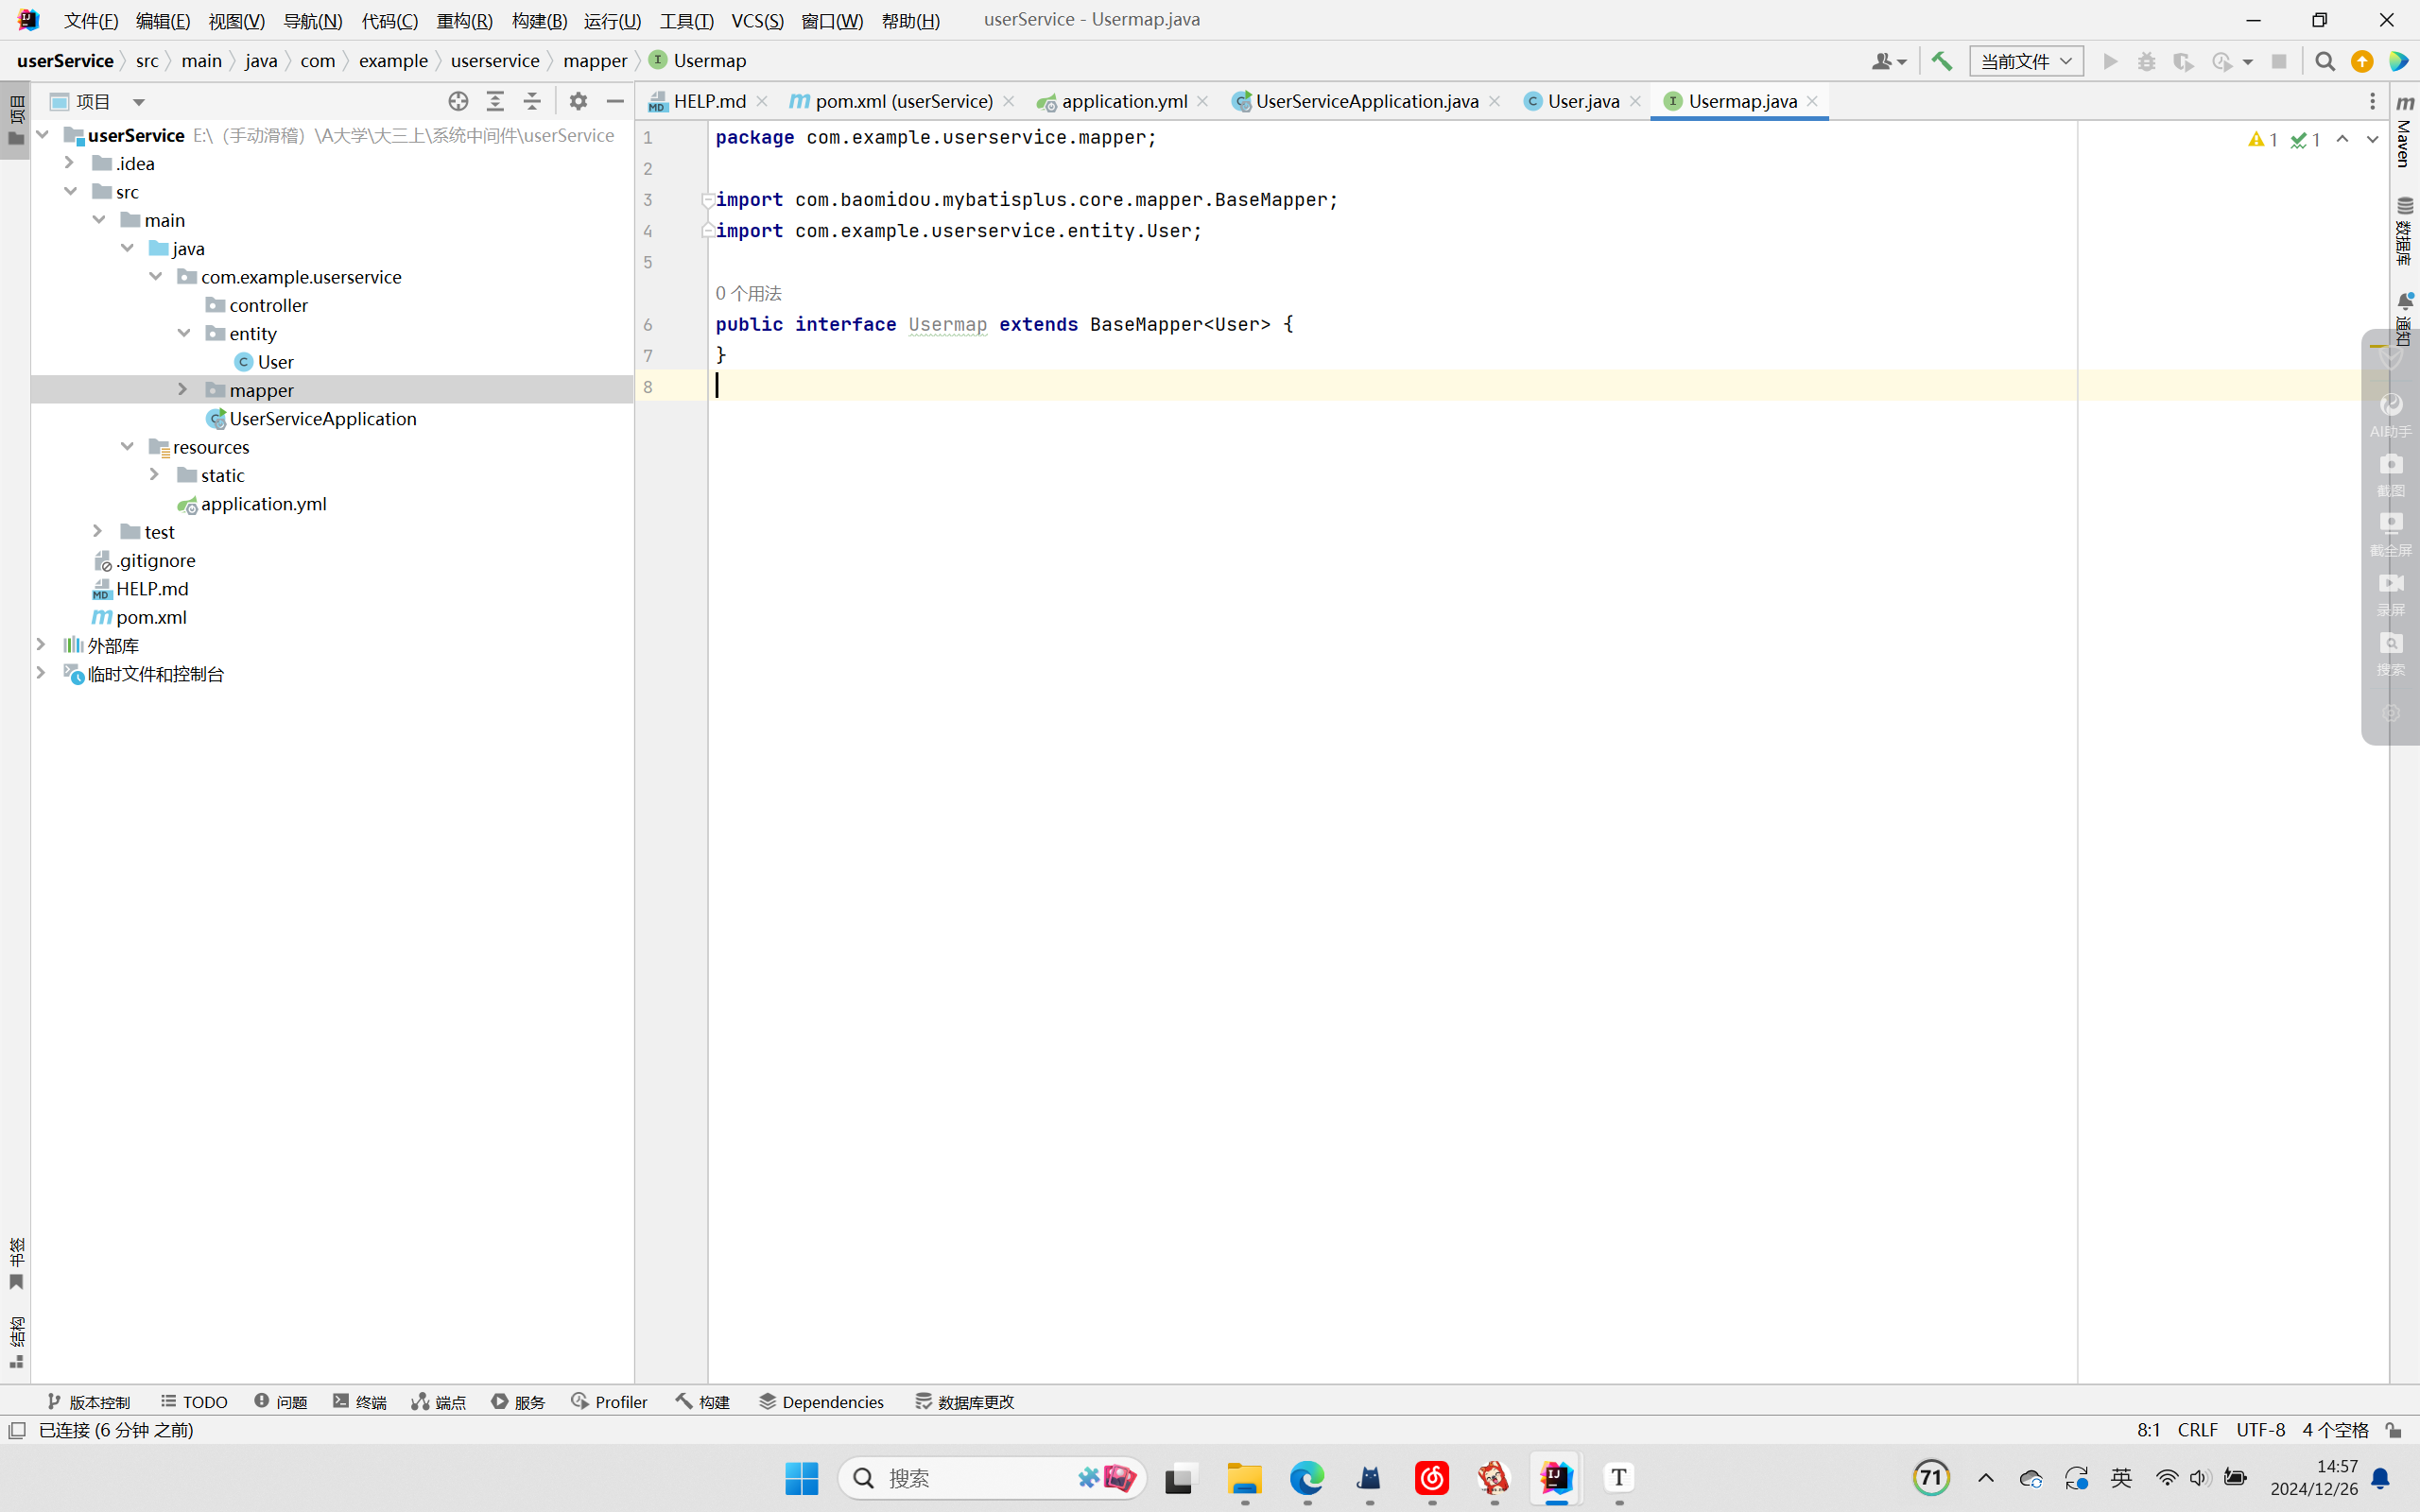 文件(F) 编辑(E) 视图(V) 导航(N) 代码(C) 重构(R) 构建(B) 运行(U) 工具(T) VCS(S) 窗口(W) 帮助(H) userService - Usermap.java
userService src main java com example userservice mapper Usermap
当前文件
项目
HELP.md pom.xml (userService) application.yml UserServiceApplication.java User.java Usermap.java
项目
userService E:\（手动滑稽）\A大学\大三上\系统中间件\userService
.idea
src
main
java
com.example.userservice
controller
entity
User
mapper
UserServiceApplication
resources
static
application.yml
test
.gitignore
HELP.md
pom.xml
外部库
临时文件和控制台
1 package com.example.userservice.mapper;
2
3 import com.baomidou.mybatisplus.core.mapper.BaseMapper;
4 import com.example.userservice.entity.User;
5
0 个用法
6 public interface Usermap extends BaseMapper<User> {
7 }
8
1 1
Maven
数据库
通知
AI助手
截图
截全屏
录屏
搜索
书签
结构
版本控制 TODO 问题 终端 端点 服务 Profiler 构建 Dependencies 数据库更改
已连接 (6 分钟 之前)
8:1 CRLF UTF-8 4 个空格
搜索
71
英
14:57
2024/12/26